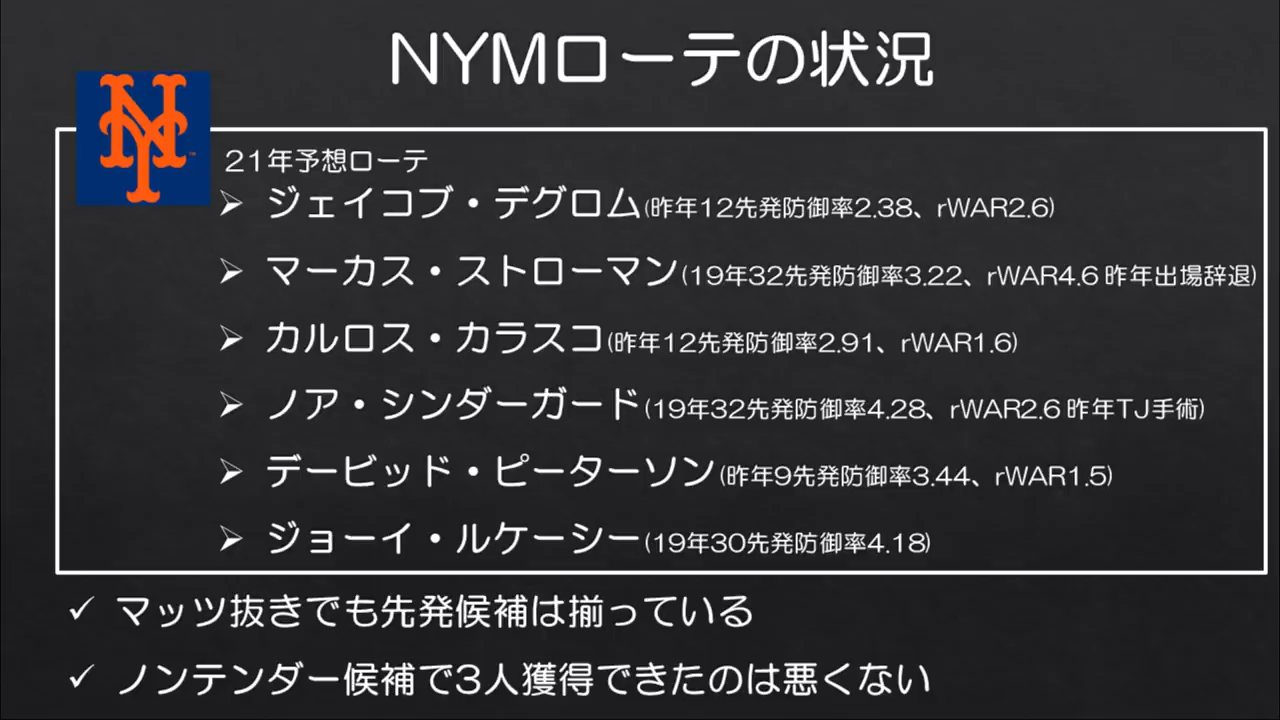 NYMローテの状況
NY
21年予想ローテ
ジェイコブ・デグロム(昨年12先発防御率2.38、rWAR2.6)
マーカス・ストローマン(19年32先発防御率3.22、rWAR4.6 昨年出場辞退)
カルロス・カラスコ(昨年12先発防御率2.91、rWAR1.6)
ノア・シンダーガード(19年32先発防御率4.28、rWAR2.6 昨年TJ手術)
デービッド・ピーターソン(昨年9先発防御率3.44、rWAR1.5)
ジョーイ・ルケーシー(19年30先発防御率4.18)
マッツ抜きでも先発候補は揃っている
ノンテンダー候補で3人獲得できたのは悪くない